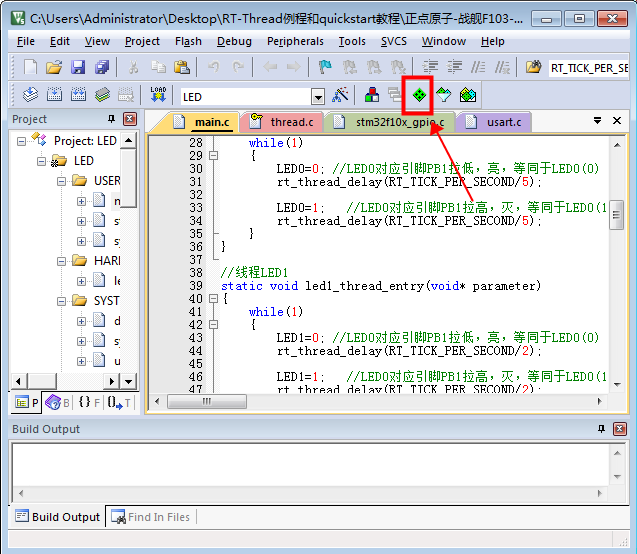 C:\Users\Administrator\Desktop\RT-Thread例程和quickstart教程\正点原子-战舰F103-...
File Edit View Project Flash Debug Peripherals Tools SVCS Window Help
RT_TICK_PER_SECO
LOAD
LED
Project
main.c thread.c stm32f10x_gpio.c usart.c
Project: LED
LED
USER
HARI
le
SYST
d
u
28 while(1)
29 {
30 LED0=0; //LED0对应引脚PB1拉低，亮，等同于LED0(0)
31 rt_thread_delay(RT_TICK_PER_SECOND/5);
32
33 LED0=1; //LED0对应引脚PB1拉高，灭，等同于LED0(1
34 rt_thread_delay(RT_TICK_PER_SECOND/5);
35 }
36 }
37
38 //线程LED1
39 static void led1_thread_entry(void* parameter)
40 {
41 while(1)
42 {
43 LED1=0; //LED0对应引脚PB1拉低，亮，等同于LED0(0)
44 rt_thread_delay(RT_TICK_PER_SECOND/2);
45
46 LED1=1; //LED0对应引脚PB1拉高，灭，等同于LED0(1
47 rt_thread_delay(RT_TICK_PER_SECOND/2);
P B {} F 0 T
Build Output
Build Output Find In Files